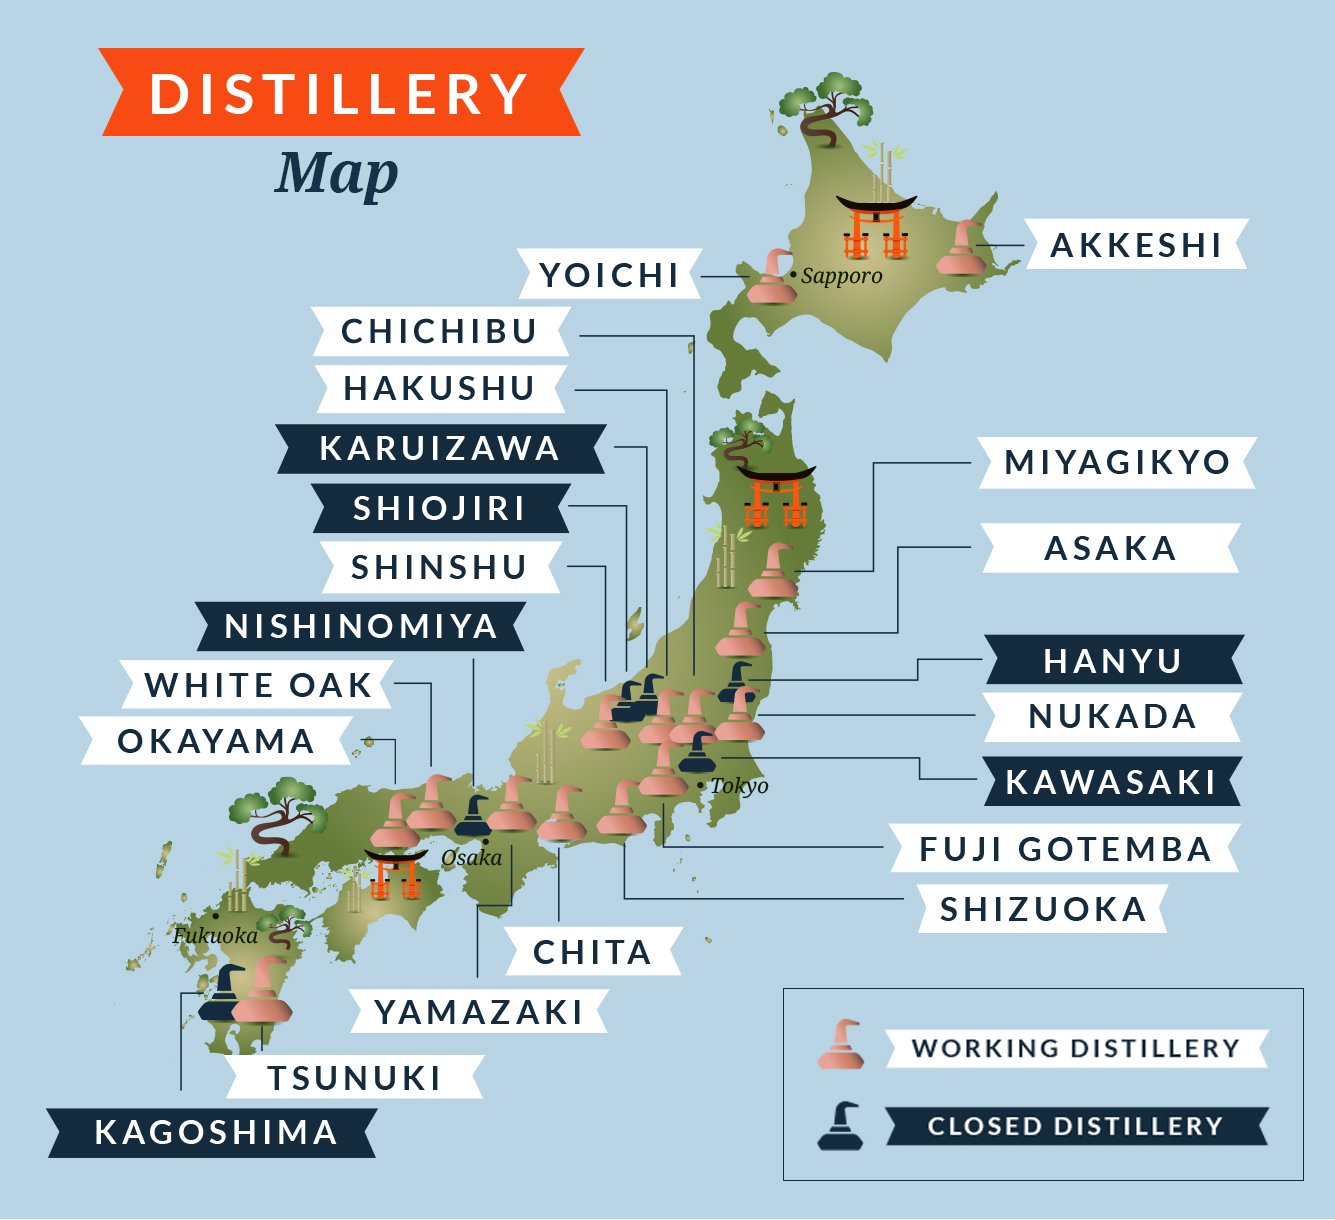 DISTILLERY
Map
AKKESHI
YOICHI
Sapporo
CHICHIBU
HAKUSHU
KARUIZAWA
SHIOJIRI
SHINSHU
NISHINOMIYA
WHITE OAK
OKAYAMA
MIYAGIKYO
ASAKA
HANYU
NUKADA
KAWASAKI
Tokyo
FUJI GOTEMBA
SHIZUOKA
Osaka
Fukuoka
CHITA
YAMAZAKI
TSUNUKI
KAGOSHIMA
WORKING DISTILLERY
CLOSED DISTILLERY